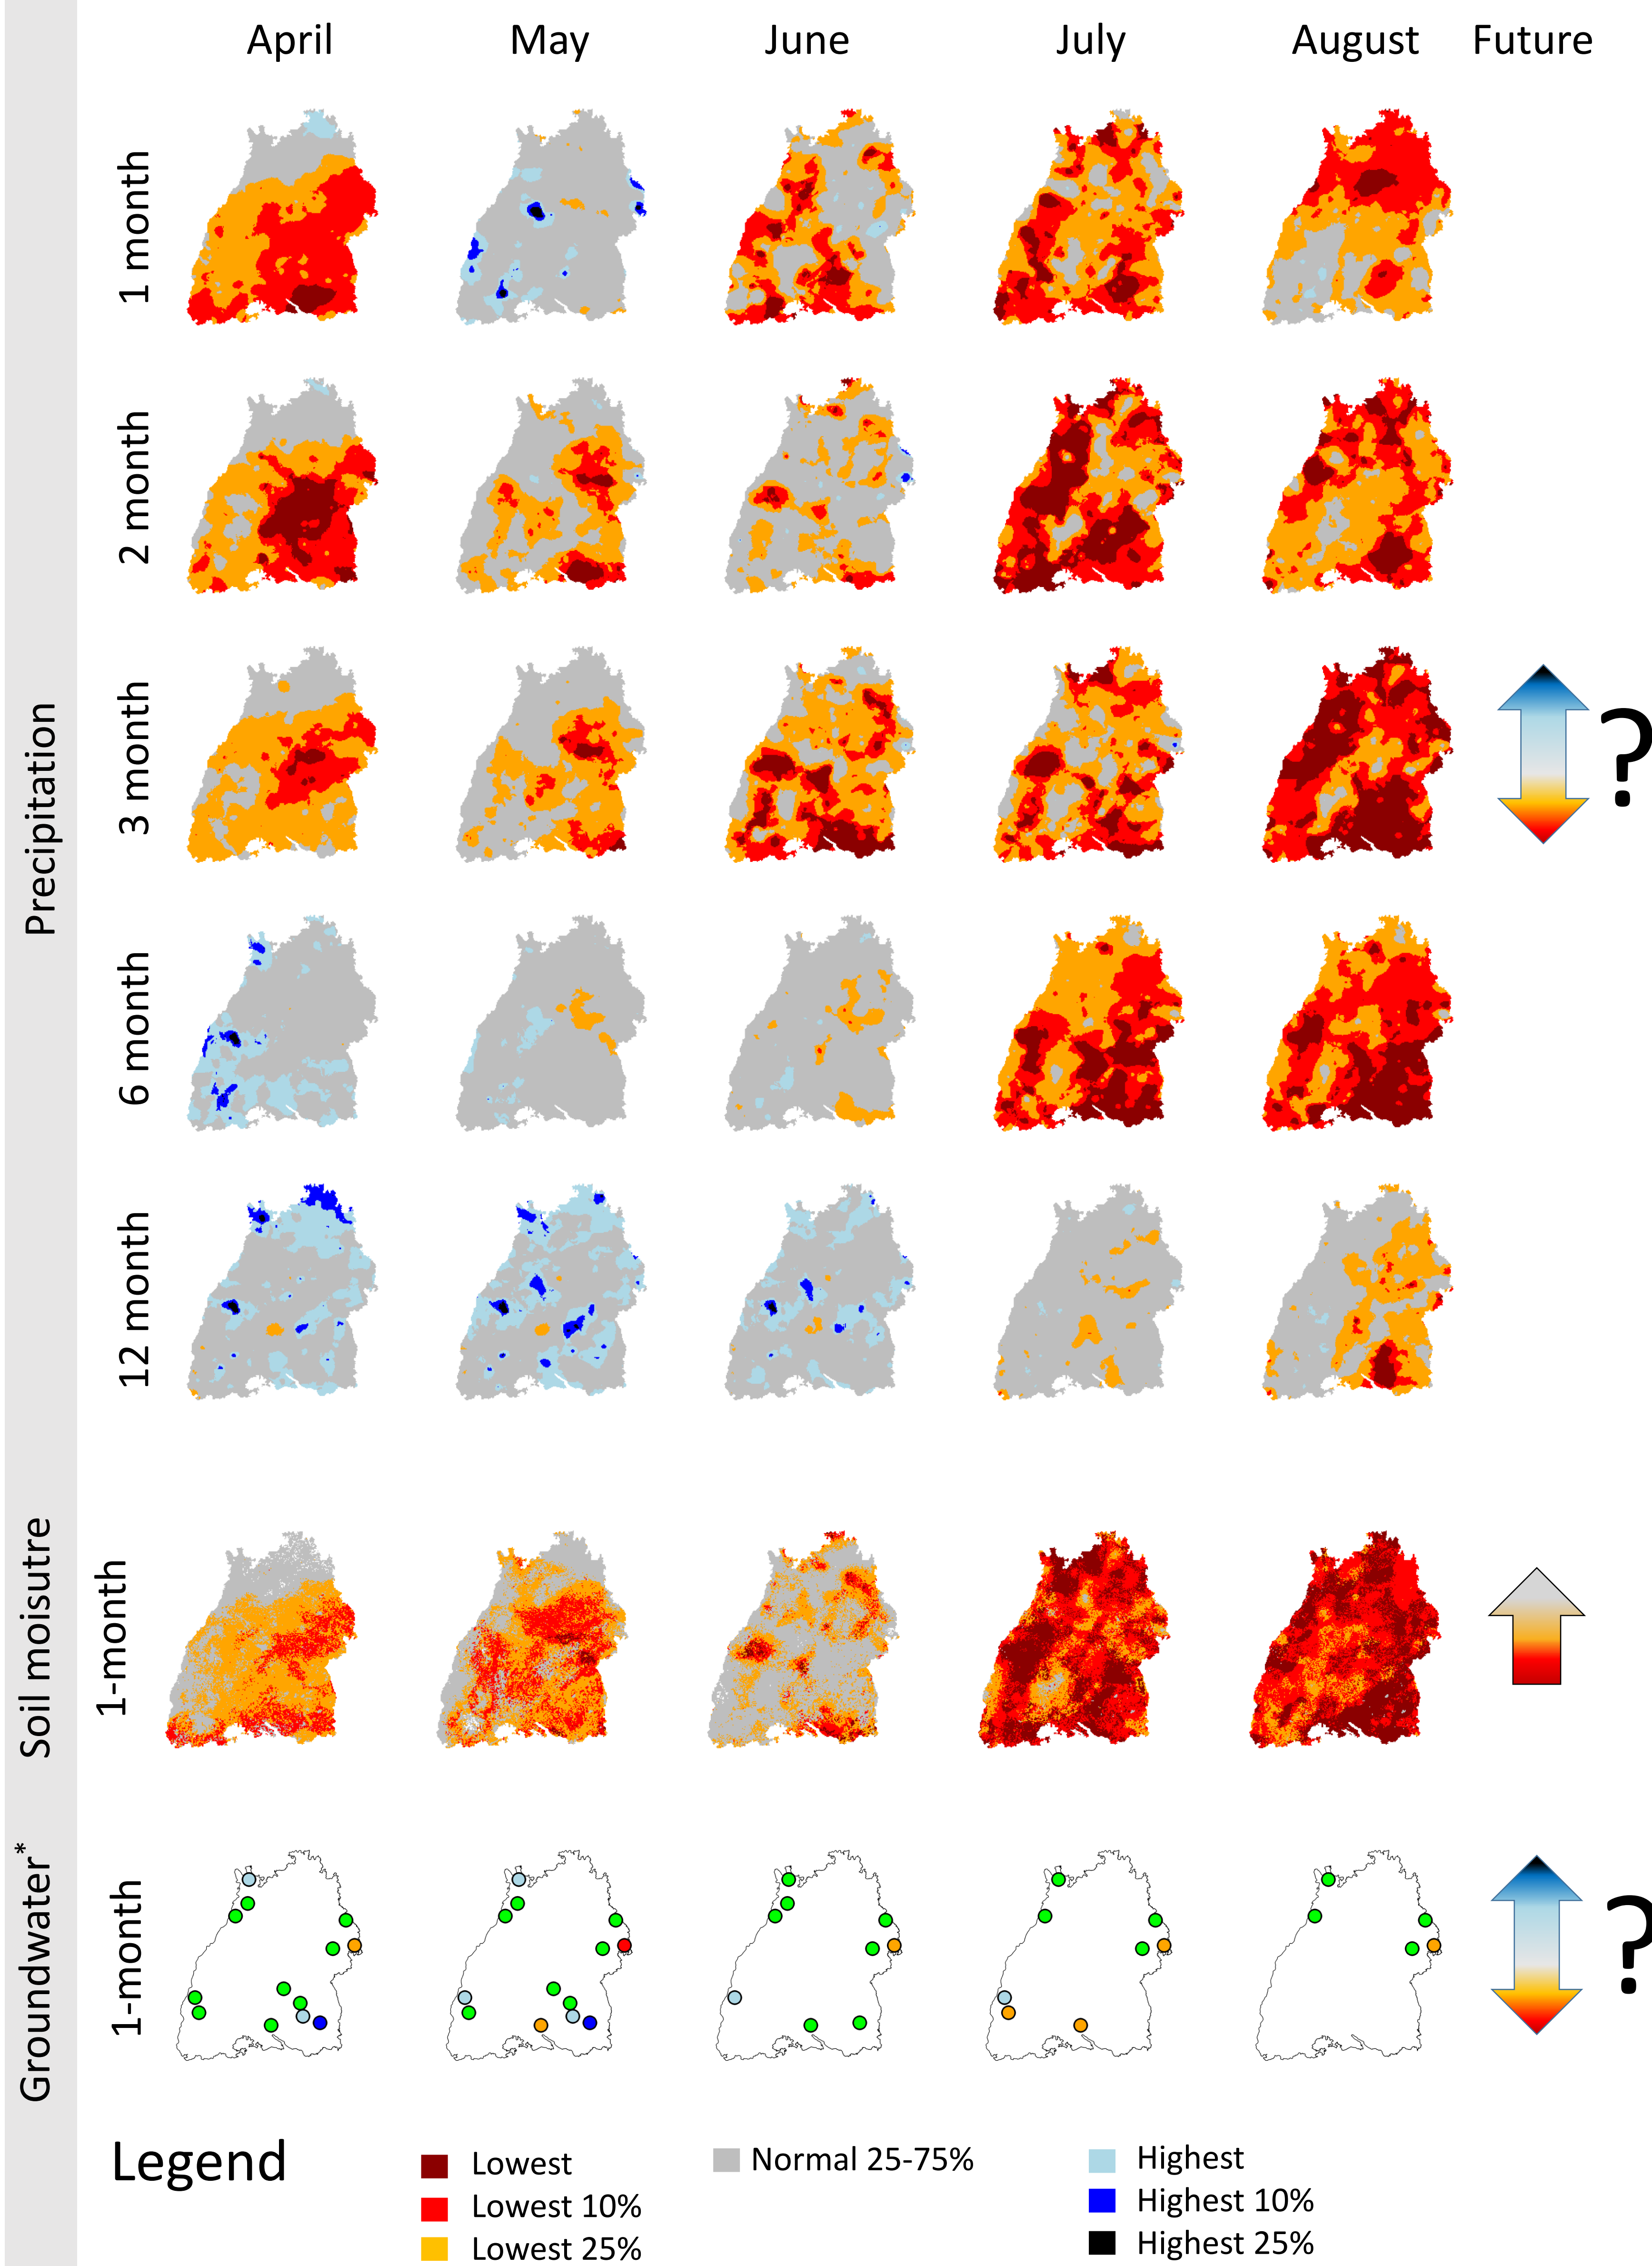 April May June July August Future
Precipitation
1 month
2 month
3 month
?
6 month
12 month
Soil moisutre
1-month
Groundwater*
1-month
?
Legend
Lowest
Lowest 10%
Lowest 25%
Normal 25-75%
Highest
Highest 10%
Highest 25%